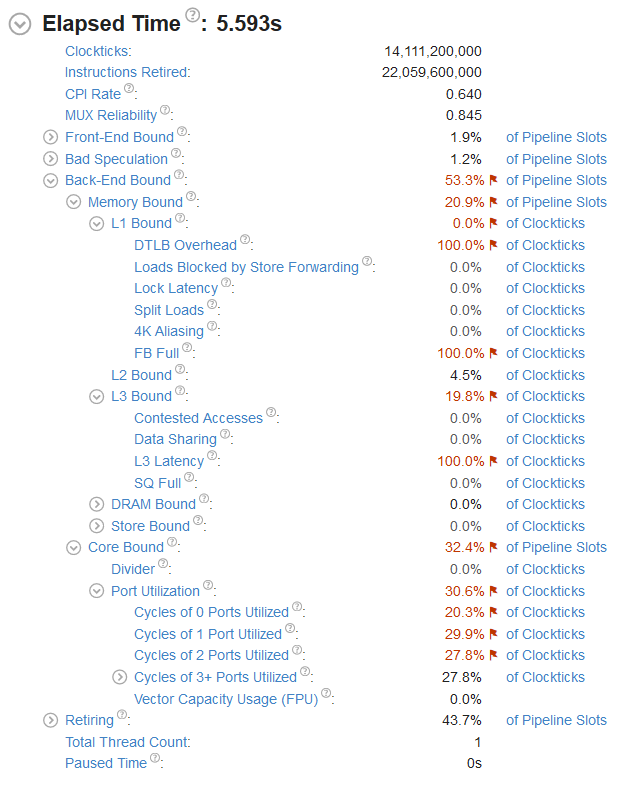 Elapsed Time ?: 5.593s
Clockticks: 14,111,200,000
Instructions Retired: 22,059,600,000
CPI Rate ?: 0.640
MUX Reliability ?: 0.845
Front-End Bound ?: 1.9% of Pipeline Slots
Bad Speculation ?: 1.2% of Pipeline Slots
Back-End Bound ?: 53.3% of Pipeline Slots
Memory Bound ?: 20.9% of Pipeline Slots
L1 Bound ?: 0.0% of Clockticks
DTLB Overhead ?: 100.0% of Clockticks
Loads Blocked by Store Forwarding ?: 0.0% of Clockticks
Lock Latency ?: 0.0% of Clockticks
Split Loads ?: 0.0% of Clockticks
4K Aliasing ?: 0.0% of Clockticks
FB Full ?: 100.0% of Clockticks
L2 Bound ?: 4.5% of Clockticks
L3 Bound ?: 19.8% of Clockticks
Contested Accesses ?: 0.0% of Clockticks
Data Sharing ?: 0.0% of Clockticks
L3 Latency ?: 100.0% of Clockticks
SQ Full ?: 0.0% of Clockticks
DRAM Bound ?: 0.0% of Clockticks
Store Bound ?: 0.0% of Clockticks
Core Bound ?: 32.4% of Pipeline Slots
Divider ?: 0.0% of Clockticks
Port Utilization ?: 30.6% of Clockticks
Cycles of 0 Ports Utilized ?: 20.3% of Clockticks
Cycles of 1 Port Utilized ?: 29.9% of Clockticks
Cycles of 2 Ports Utilized ?: 27.8% of Clockticks
Cycles of 3+ Ports Utilized ?: 27.8% of Clockticks
Vector Capacity Usage (FPU) ?: 0.0%
Retiring ?: 43.7% of Pipeline Slots
Total Thread Count: 1
Paused Time ?: 0s